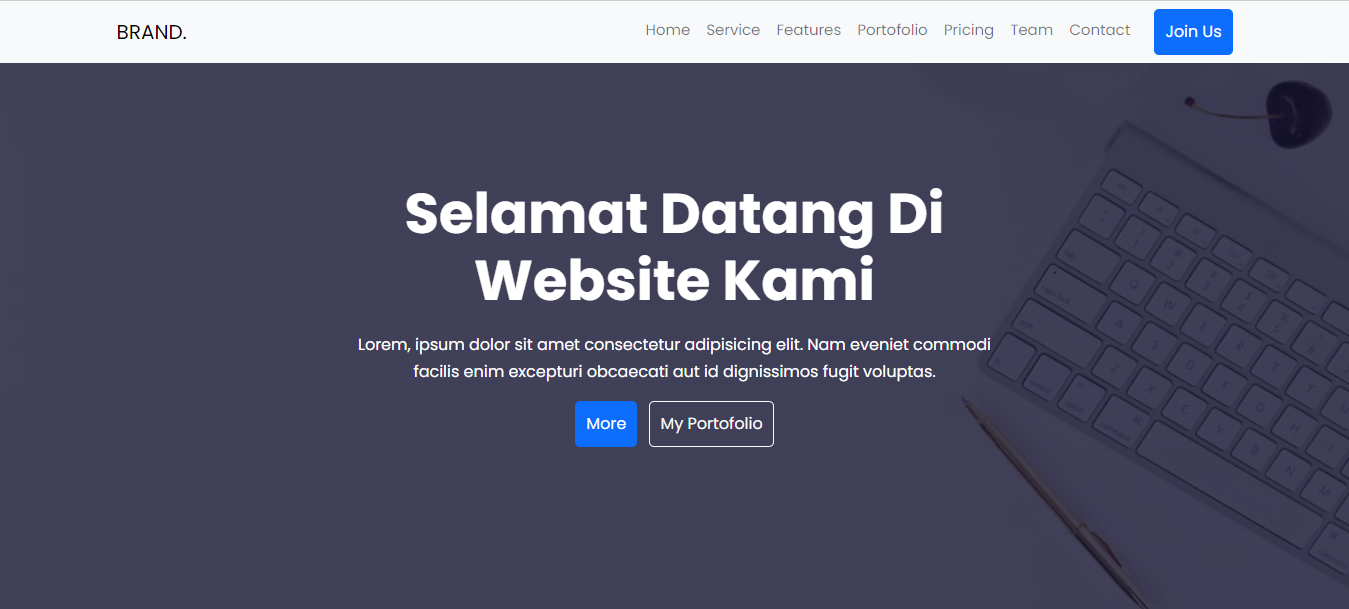 BRAND.
Home Service Features Portofolio Pricing Team Contact Join Us
Selamat Datang Di
Website Kami
Lorem, ipsum dolor sit amet consectetur adipisicing elit. Nam eveniet commodi
facilis enim excepturi obcaecati aut id dignissimos fugit voluptas.
More My Portofolio